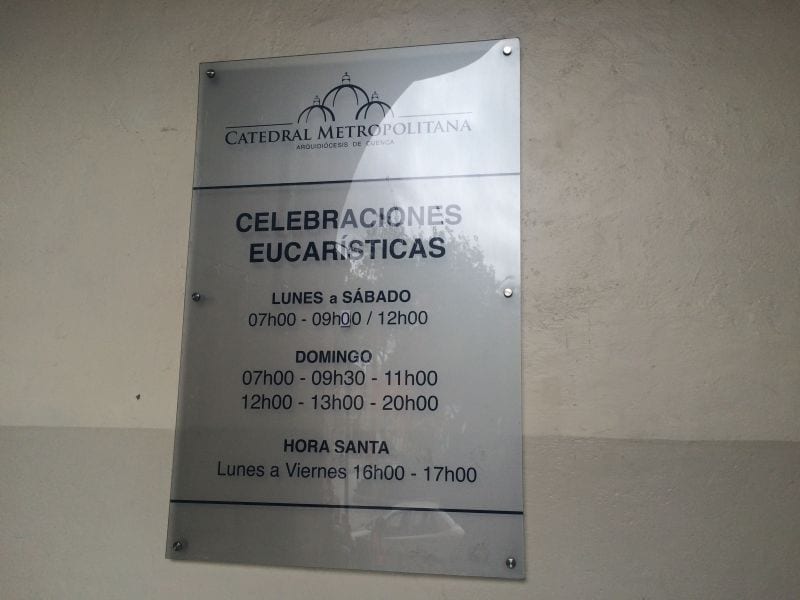 CATEDRAL METROPOLITANA
ARQUIDIÓCESIS DE CUENCA
CELEBRACIONES
EUCARÍSTICAS
LUNES a SÁBADO
07h00 - 09h00 / 12h00
DOMINGO
07h00 - 09h30 - 11h00
12h00 - 13h00 - 20h00
HORA SANTA
Lunes a Viernes 16h00 - 17h00